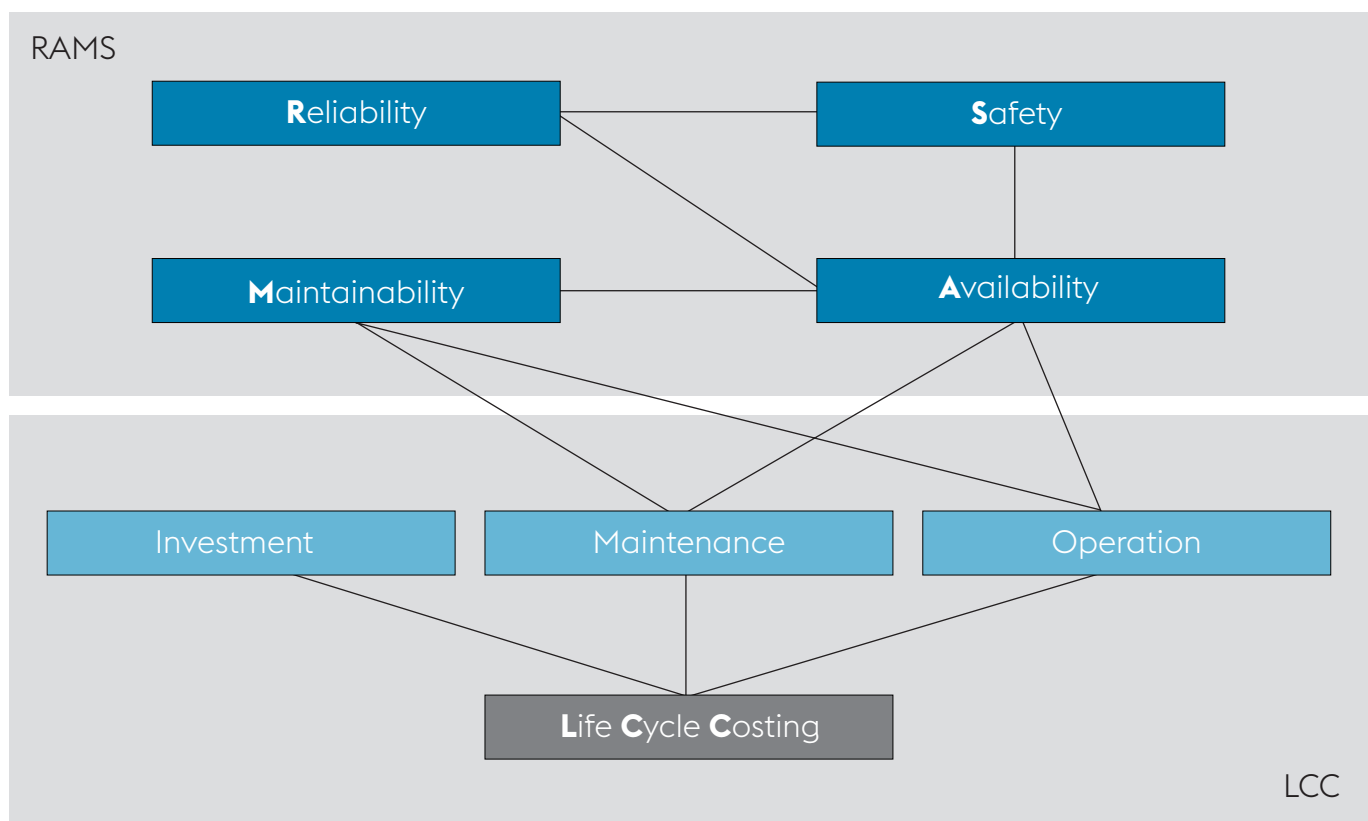 RAMS
Reliability
Safety
Maintainability
Availability
Investment
Maintenance
Operation
Life Cycle Costing
LCC